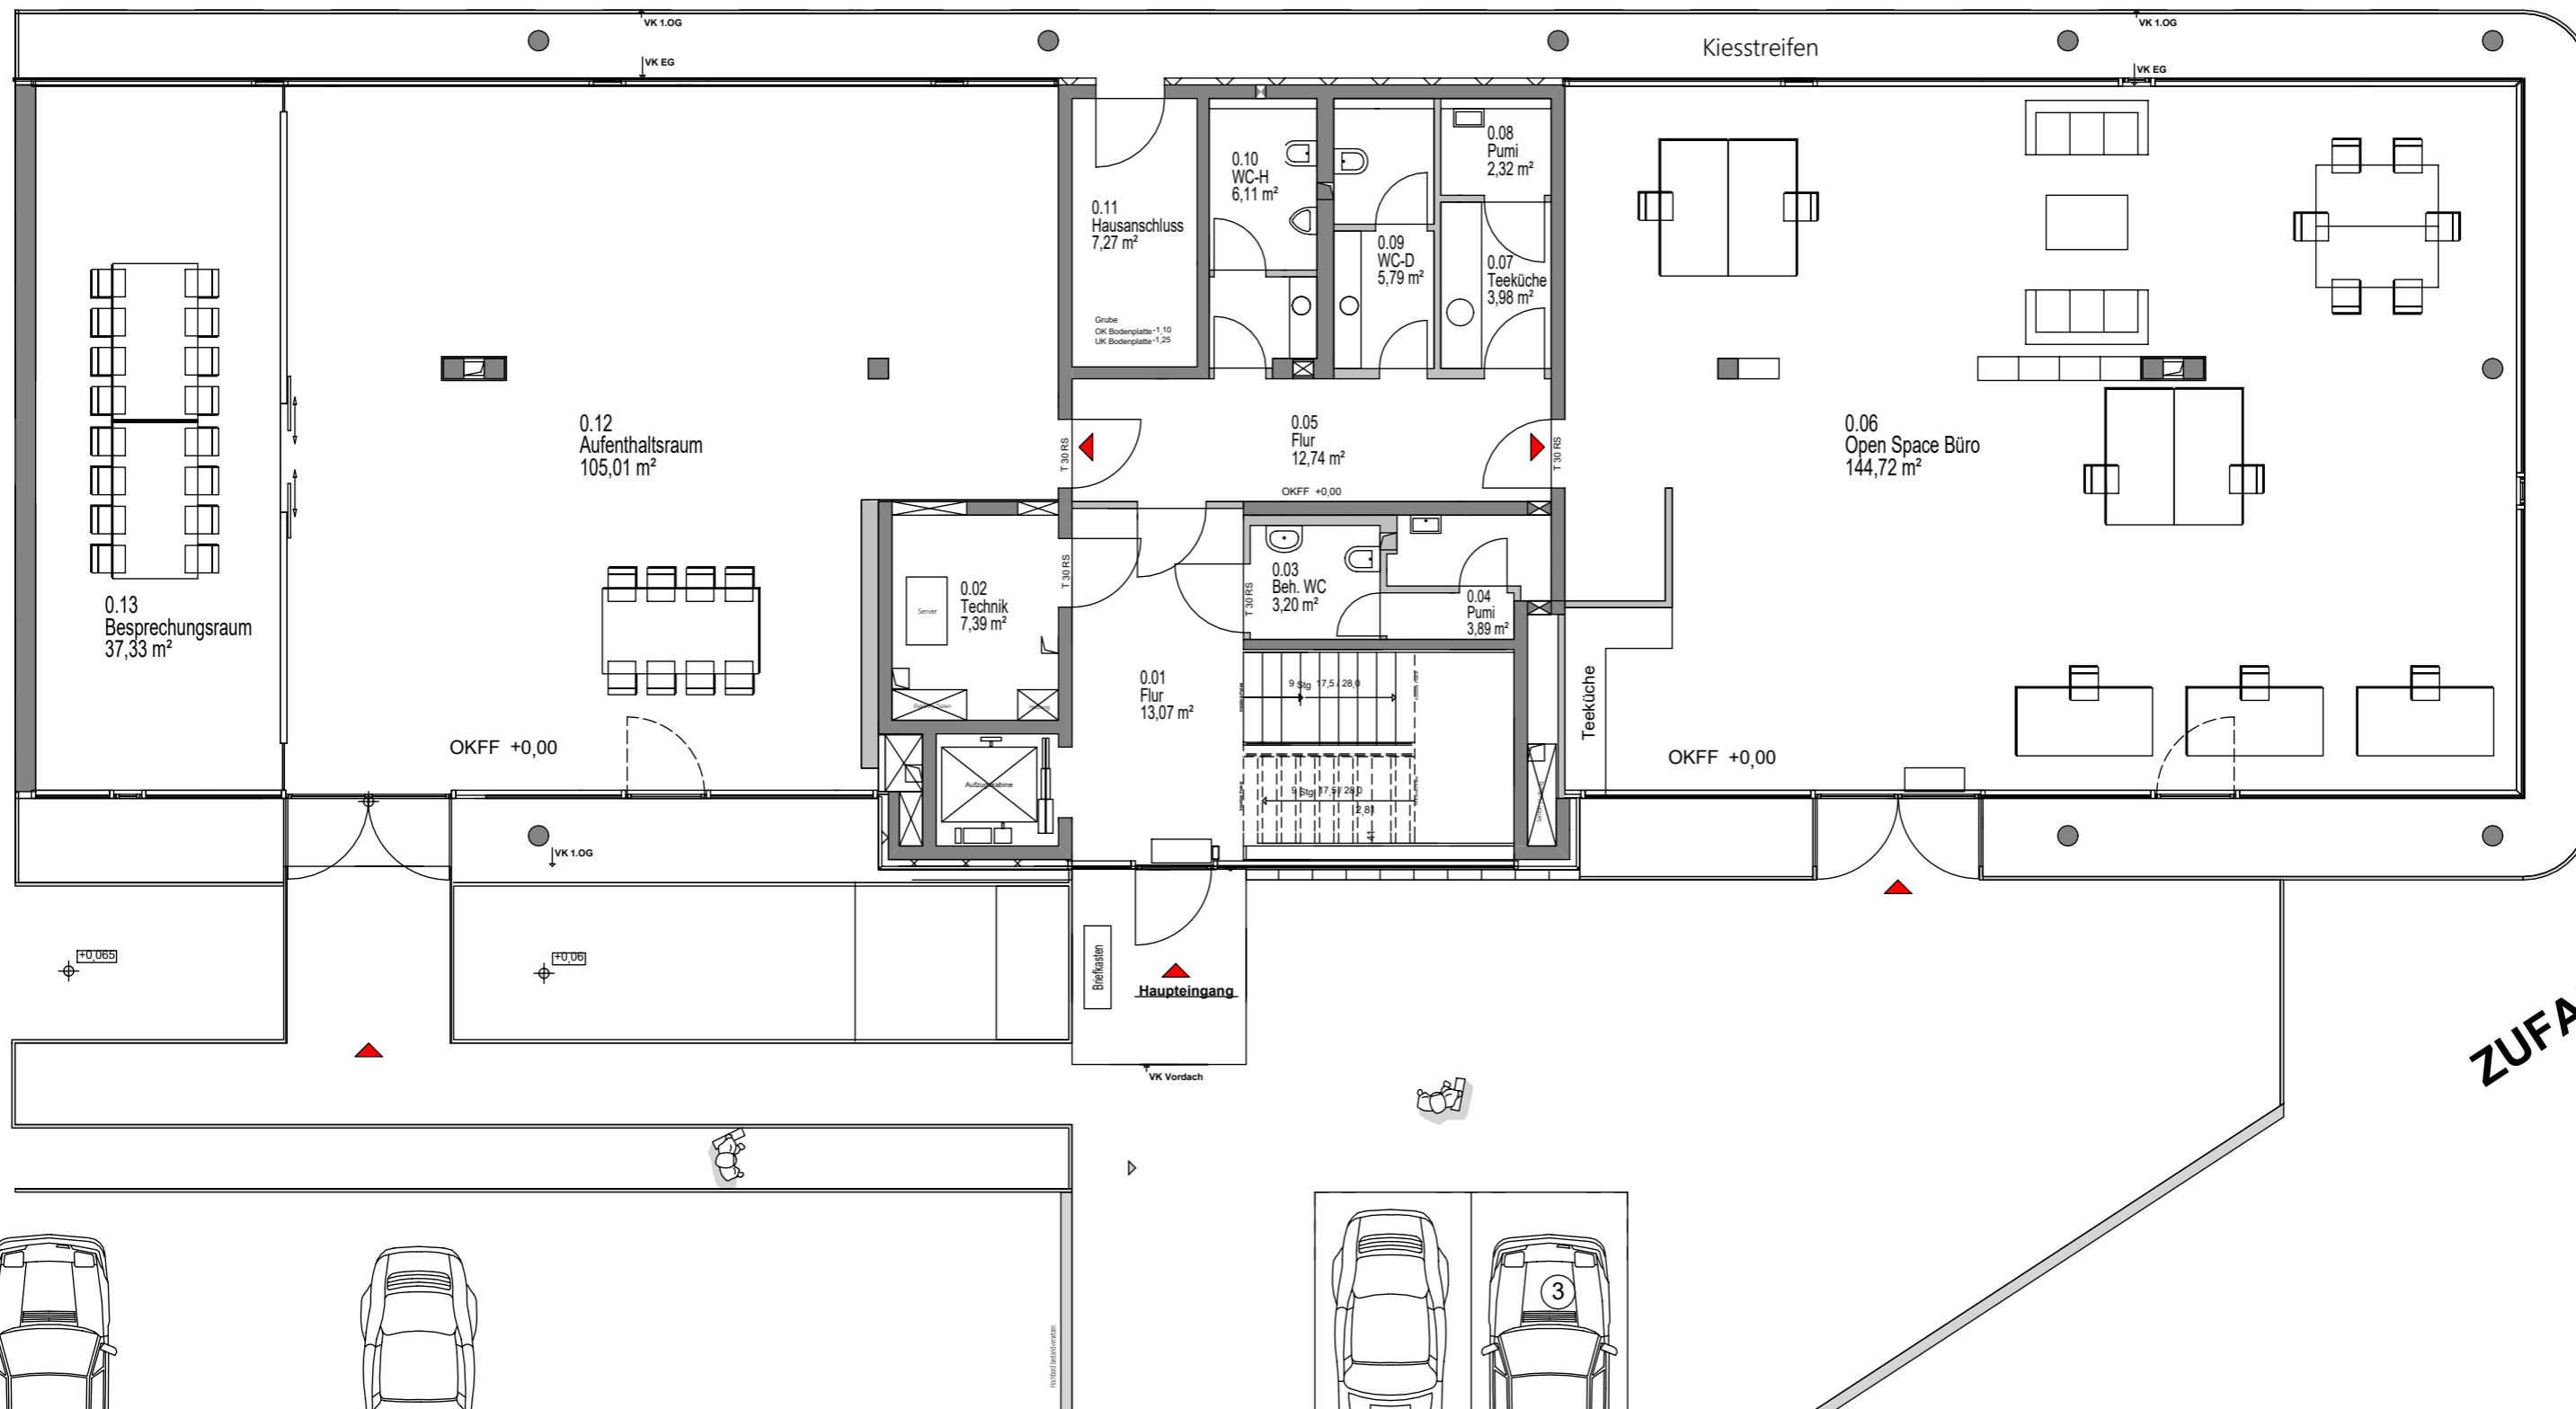 VK 1.OG
VK 1.OG
Kiesstreifen
VK EG
VK EG
0.08
Pumi
2,32 m²
0.10
WC-H
6,11 m²
0.11
Hausanschluss
7,27 m²
0.09
WC-D
5,79 m²
0.07
Teeküche
3,98 m²
Grube
OK Bodenplatte -1,10
UK Bodenplatte -1,25
0.12
Aufenthaltsraum
105,01 m²
0.05
Flur
12,74 m²
0.06
Open Space Büro
144,72 m²
T 30 RS
T 30 RS
OKFF +0,00
0.13
Besprechungsraum
37,33 m²
Server
0.02
Technik
7,39 m²
T 30 RS
T 30 RS
0.03
Beh. WC
3,20 m²
0.04
Pumi
3,89 m²
0.01
Flur
13,07 m²
9 Stg 17,5 / 28,0
Teeküche
OKFF +0,00
OKFF +0,00
Aufzugskabine
9 Stg 17,5 / 28,0
2,81
41
VK 1.OG
+0,065
+0,06
Briefkasten
Haupteingang
VK Vordach
ZUFA
3